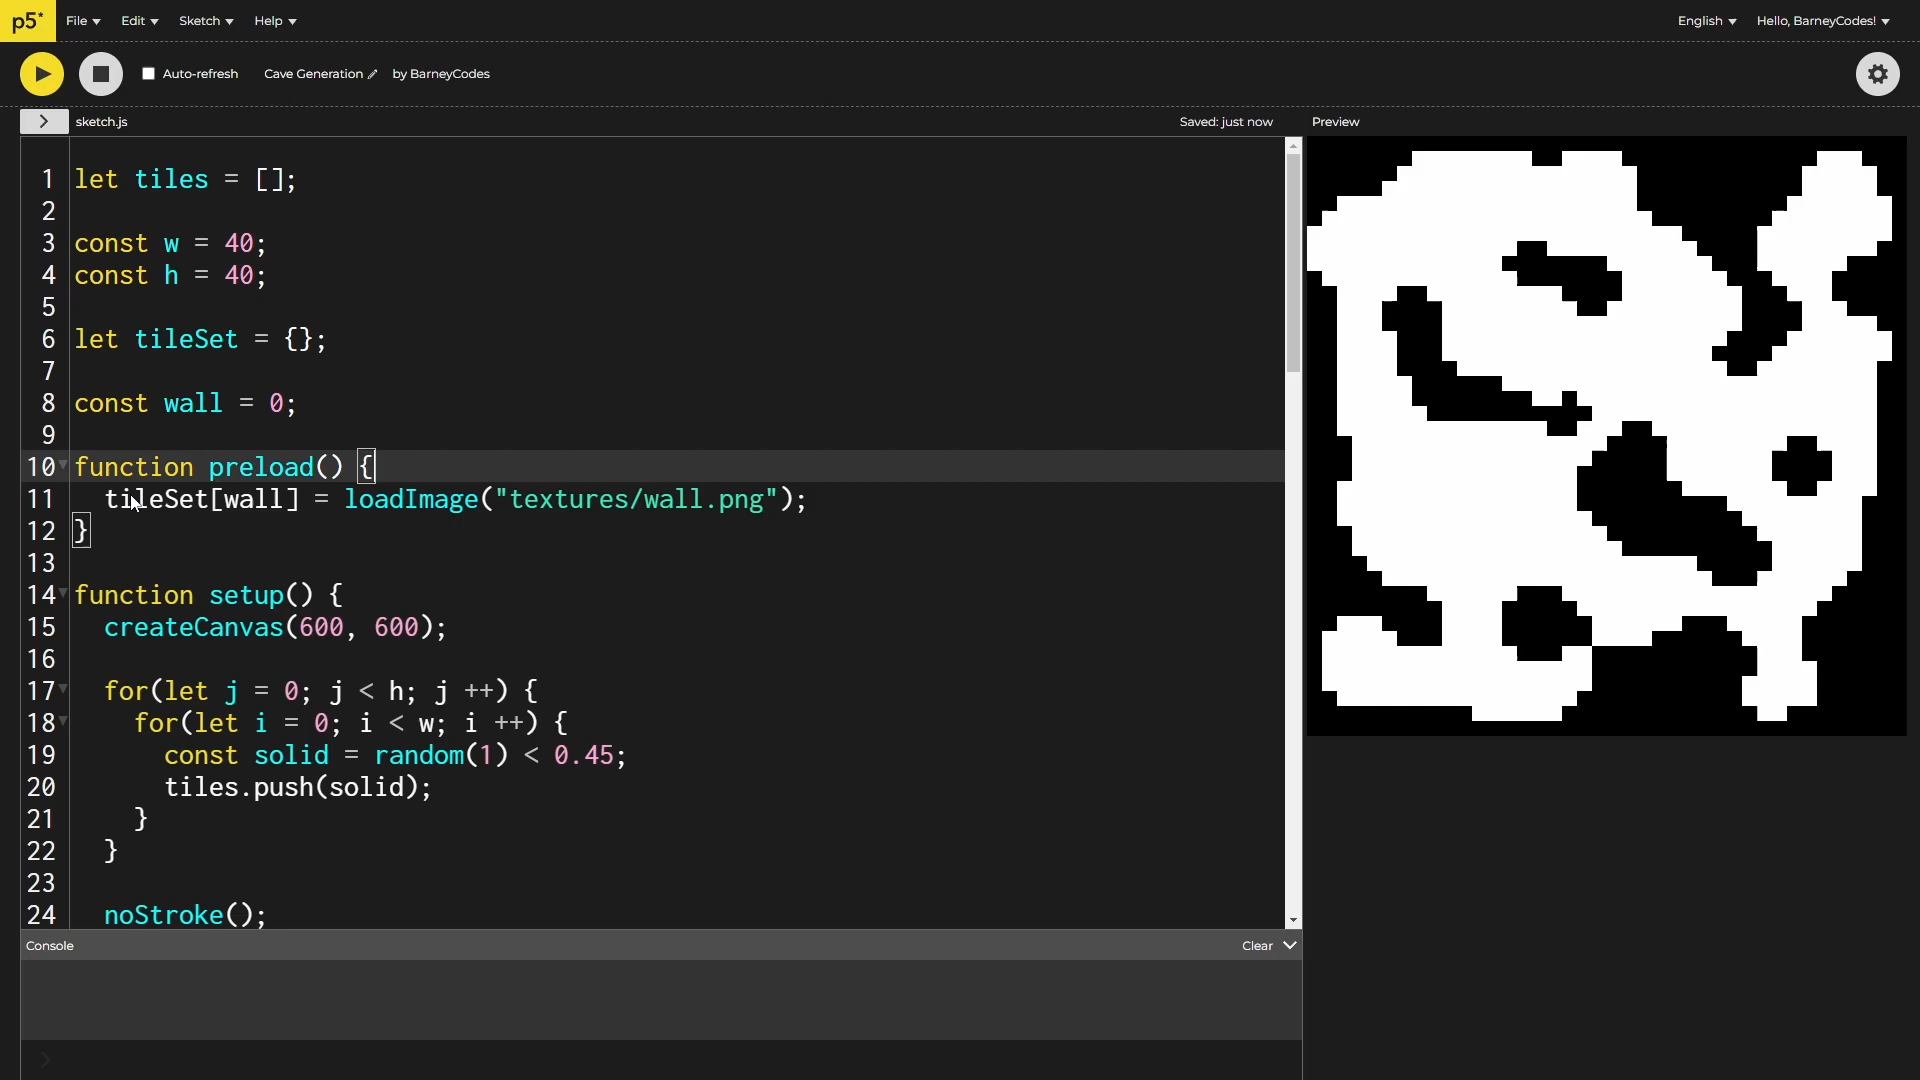 p5* File Edit Sketch Help English Hello, BarneyCodes!
Auto-refresh Cave Generation by BarneyCodes
> sketch.js Saved: just now Preview
1 let tiles = [];
2
3 const w = 40;
4 const h = 40;
5
6 let tileSet = {};
7
8 const wall = 0;
9
10 function preload() {
11 tileSet[wall] = loadImage("textures/wall.png");
12 }
13
14 function setup() {
15 createCanvas(600, 600);
16
17 for(let j = 0; j < h; j ++) {
18 for(let i = 0; i < w; i ++) {
19 const solid = random(1) < 0.45;
20 tiles.push(solid);
21 }
22 }
23
24 noStroke();
Console Clear
>